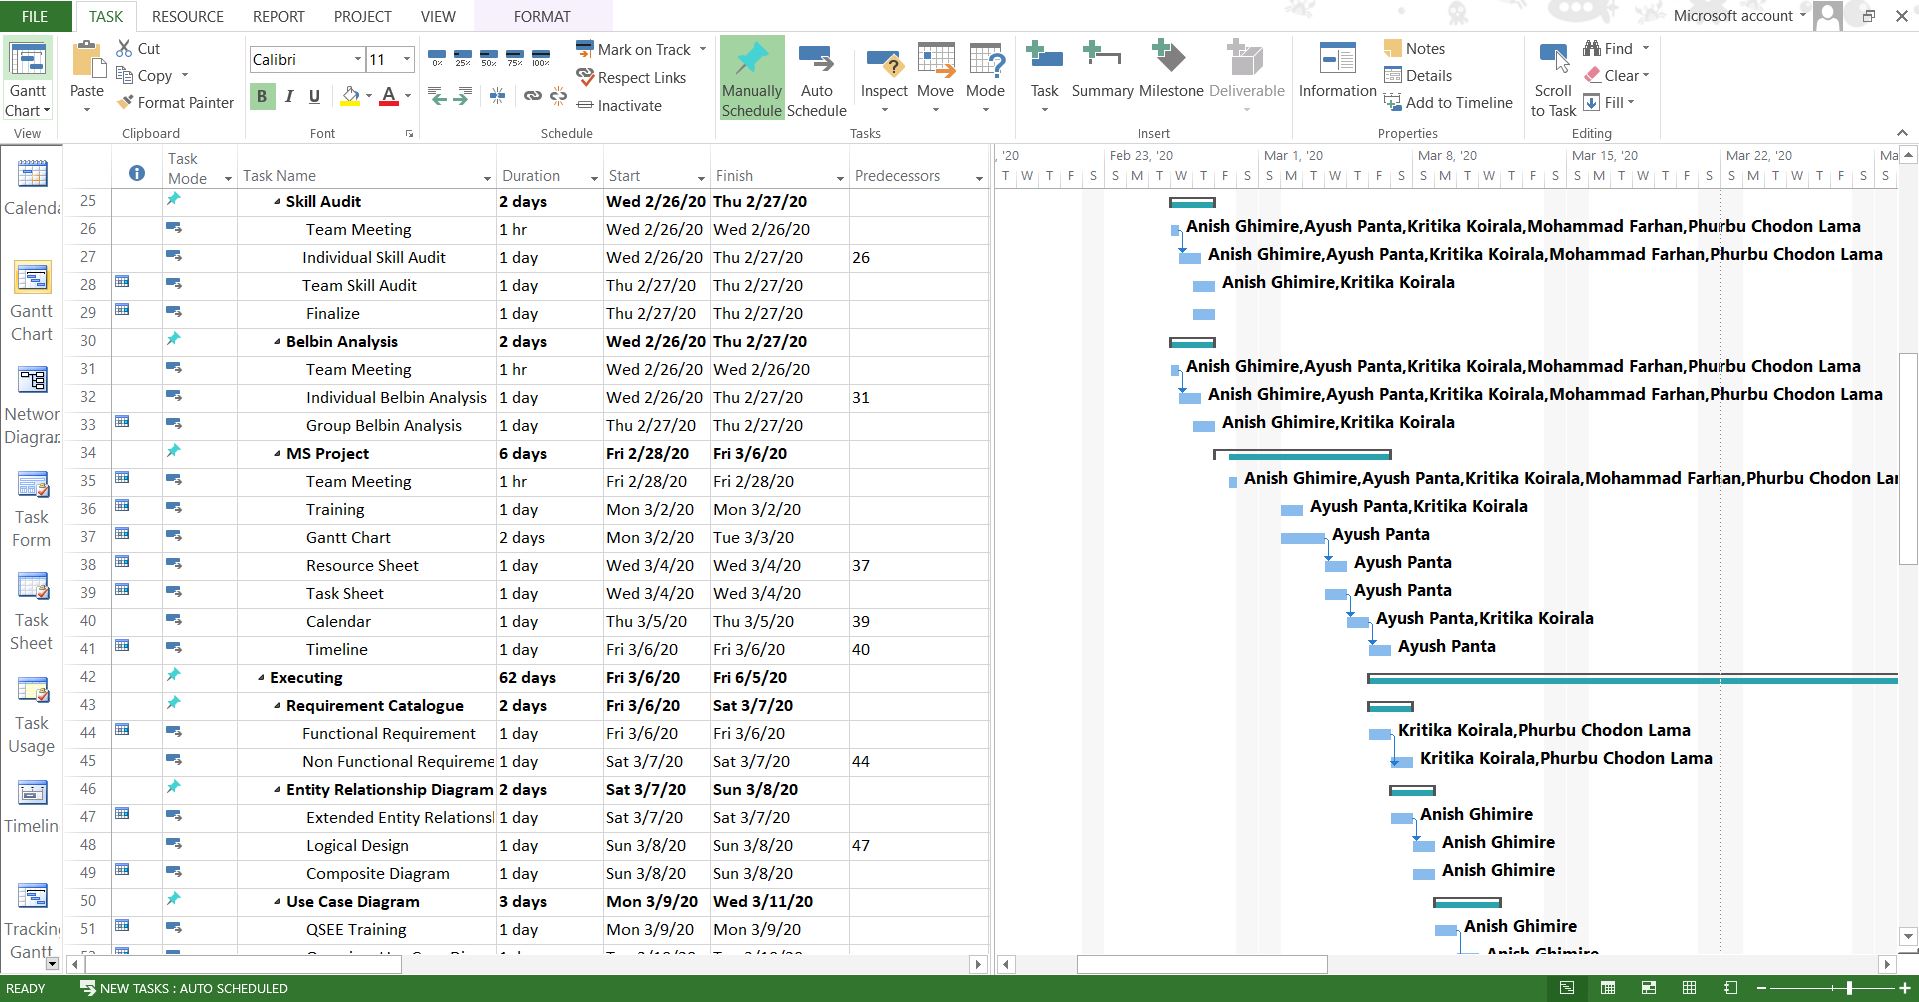 FILE TASK RESOURCE REPORT PROJECT VIEW FORMAT Microsoft account
Gantt Chart
View
Paste
Cut
Copy
Format Painter
Clipboard
Calibri 11
B I U A
Font
0% 25% 50% 75% 100%
Mark on Track
Respect Links
Inactivate
Schedule
Manually Schedule
Auto Schedule
Inspect Move Mode
Tasks
Task Summary Milestone Deliverable
Insert
Information
Notes
Details
Add to Timeline
Properties
Scroll to Task
Find
Clear
Fill
Editing
Gantt Chart
Task Form
Task Sheet
Task Usage
Task Mode Task Name Duration Start Finish Predecessors
25 Skill Audit 2 days Wed 2/26/20 Thu 2/27/20
26 Team Meeting 1 hr Wed 2/26/20 Wed 2/26/20
27 Individual Skill Audit 1 day Wed 2/26/20 Thu 2/27/20 26
28 Team Skill Audit 1 day Thu 2/27/20 Thu 2/27/20
29 Finalize 1 day Thu 2/27/20 Thu 2/27/20
30 Belbin Analysis 2 days Wed 2/26/20 Thu 2/27/20
31 Team Meeting 1 hr Wed 2/26/20 Wed 2/26/20
32 Individual Belbin Analysis 1 day Wed 2/26/20 Thu 2/27/20 31
33 Group Belbin Analysis 1 day Thu 2/27/20 Thu 2/27/20
34 MS Project 6 days Fri 2/28/20 Fri 3/6/20
35 Team Meeting 1 hr Fri 2/28/20 Fri 2/28/20
36 Training 1 day Mon 3/2/20 Mon 3/2/20
37 Gantt Chart 2 days Mon 3/2/20 Tue 3/3/20
38 Resource Sheet 1 day Wed 3/4/20 Wed 3/4/20 37
39 Task Sheet 1 day Wed 3/4/20 Wed 3/4/20
40 Calendar 1 day Thu 3/5/20 Thu 3/5/20 39
41 Timeline 1 day Fri 3/6/20 Fri 3/6/20 40
42 Executing 62 days Fri 3/6/20 Fri 6/5/20
43 Requirement Catalogue 2 days Fri 3/6/20 Sat 3/7/20
44 Functional Requirement 1 day Fri 3/6/20 Fri 3/6/20
45 Non Functional Requireme 1 day Sat 3/7/20 Sat 3/7/20 44
46 Entity Relationship Diagram 2 days Sat 3/7/20 Sun 3/8/20
47 Extended Entity Relations 1 day Sat 3/7/20 Sat 3/7/20
48 Logical Design 1 day Sun 3/8/20 Sun 3/8/20 47
49 Composite Diagram 1 day Sun 3/8/20 Sun 3/8/20
50 Use Case Diagram 3 days Mon 3/9/20 Wed 3/11/20
51 QSEE Training 1 day Mon 3/9/20 Mon 3/9/20
, '20 Feb 23, '20 Mar 1, '20 Mar 8, '20 Mar 15, '20 Mar 22, '20 Ma
T W T F S S M T W T F S S M T W T F S S M T W T F S S M T W T F S S M T W T F S S
Anish Ghimire,Ayush Panta,Kritika Koirala,Mohammad Farhan,Phurbu Chodon Lama
Anish Ghimire,Ayush Panta,Kritika Koirala,Mohammad Farhan,Phurbu Chodon Lama
Anish Ghimire,Kritika Koirala
Anish Ghimire,Ayush Panta,Kritika Koirala,Mohammad Farhan,Phurbu Chodon Lama
Anish Ghimire,Ayush Panta,Kritika Koirala,Mohammad Farhan,Phurbu Chodon Lama
Anish Ghimire,Kritika Koirala
Anish Ghimire,Ayush Panta,Kritika Koirala,Mohammad Farhan,Phurbu Chodon
Ayush Panta,Kritika Koirala
Ayush Panta
Ayush Panta
Ayush Panta
Ayush Panta,Kritika Koirala
Ayush Panta
Kritika Koirala,Phurbu Chodon Lama
Kritika Koirala,Phurbu Chodon Lama
Anish Ghimire
Anish Ghimire
Anish Ghimire
Anish Ghimire
READY NEW TASKS : AUTO SCHEDULED